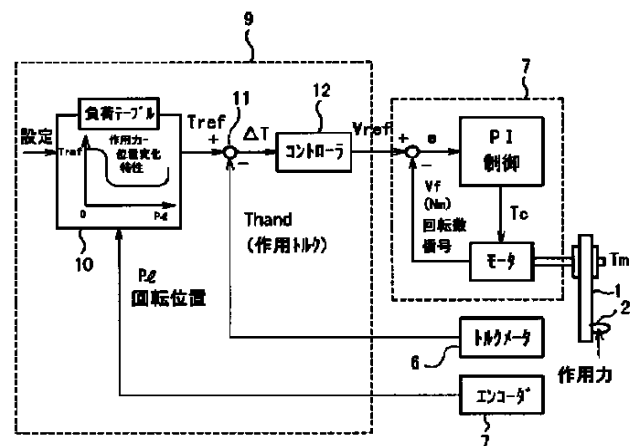 9
7
設定
負荷テーブル
Tref
作用力-
位置変化
特性
0
Pℓ
10
Tref
+
11
-
ΔT
12
コントローラ
Vref
+
-
e
PI
制御
Vf
(Nm)
回転数
信号
Tc
モータ
Tm
1
2
作用力
Thand
(作用トルク)
Pℓ
回転位置
トルクメータ
6
エンコーダ
7